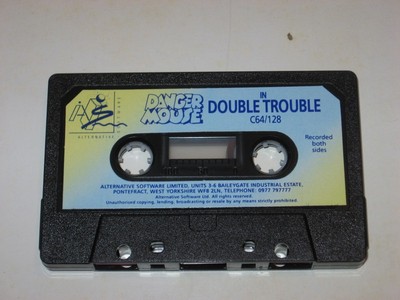 DANGER
MOUSE
IN
DOUBLE TROUBLE
C64/128
ALTERNATIVE
Recorded
both
sides
ALTERNATIVE SOFTWARE LIMITED, UNITS 3-6 BAILEYGATE INDUSTRIAL ESTATE,
PONTEFRACT, WEST YORKSHIRE WF8 2LN, TELEPHONE: 0977 797777
Alternative Software Ltd. All rights reserved.
Unauthorised copying, lending, broadcasting or resale by any means strictly prohibited.